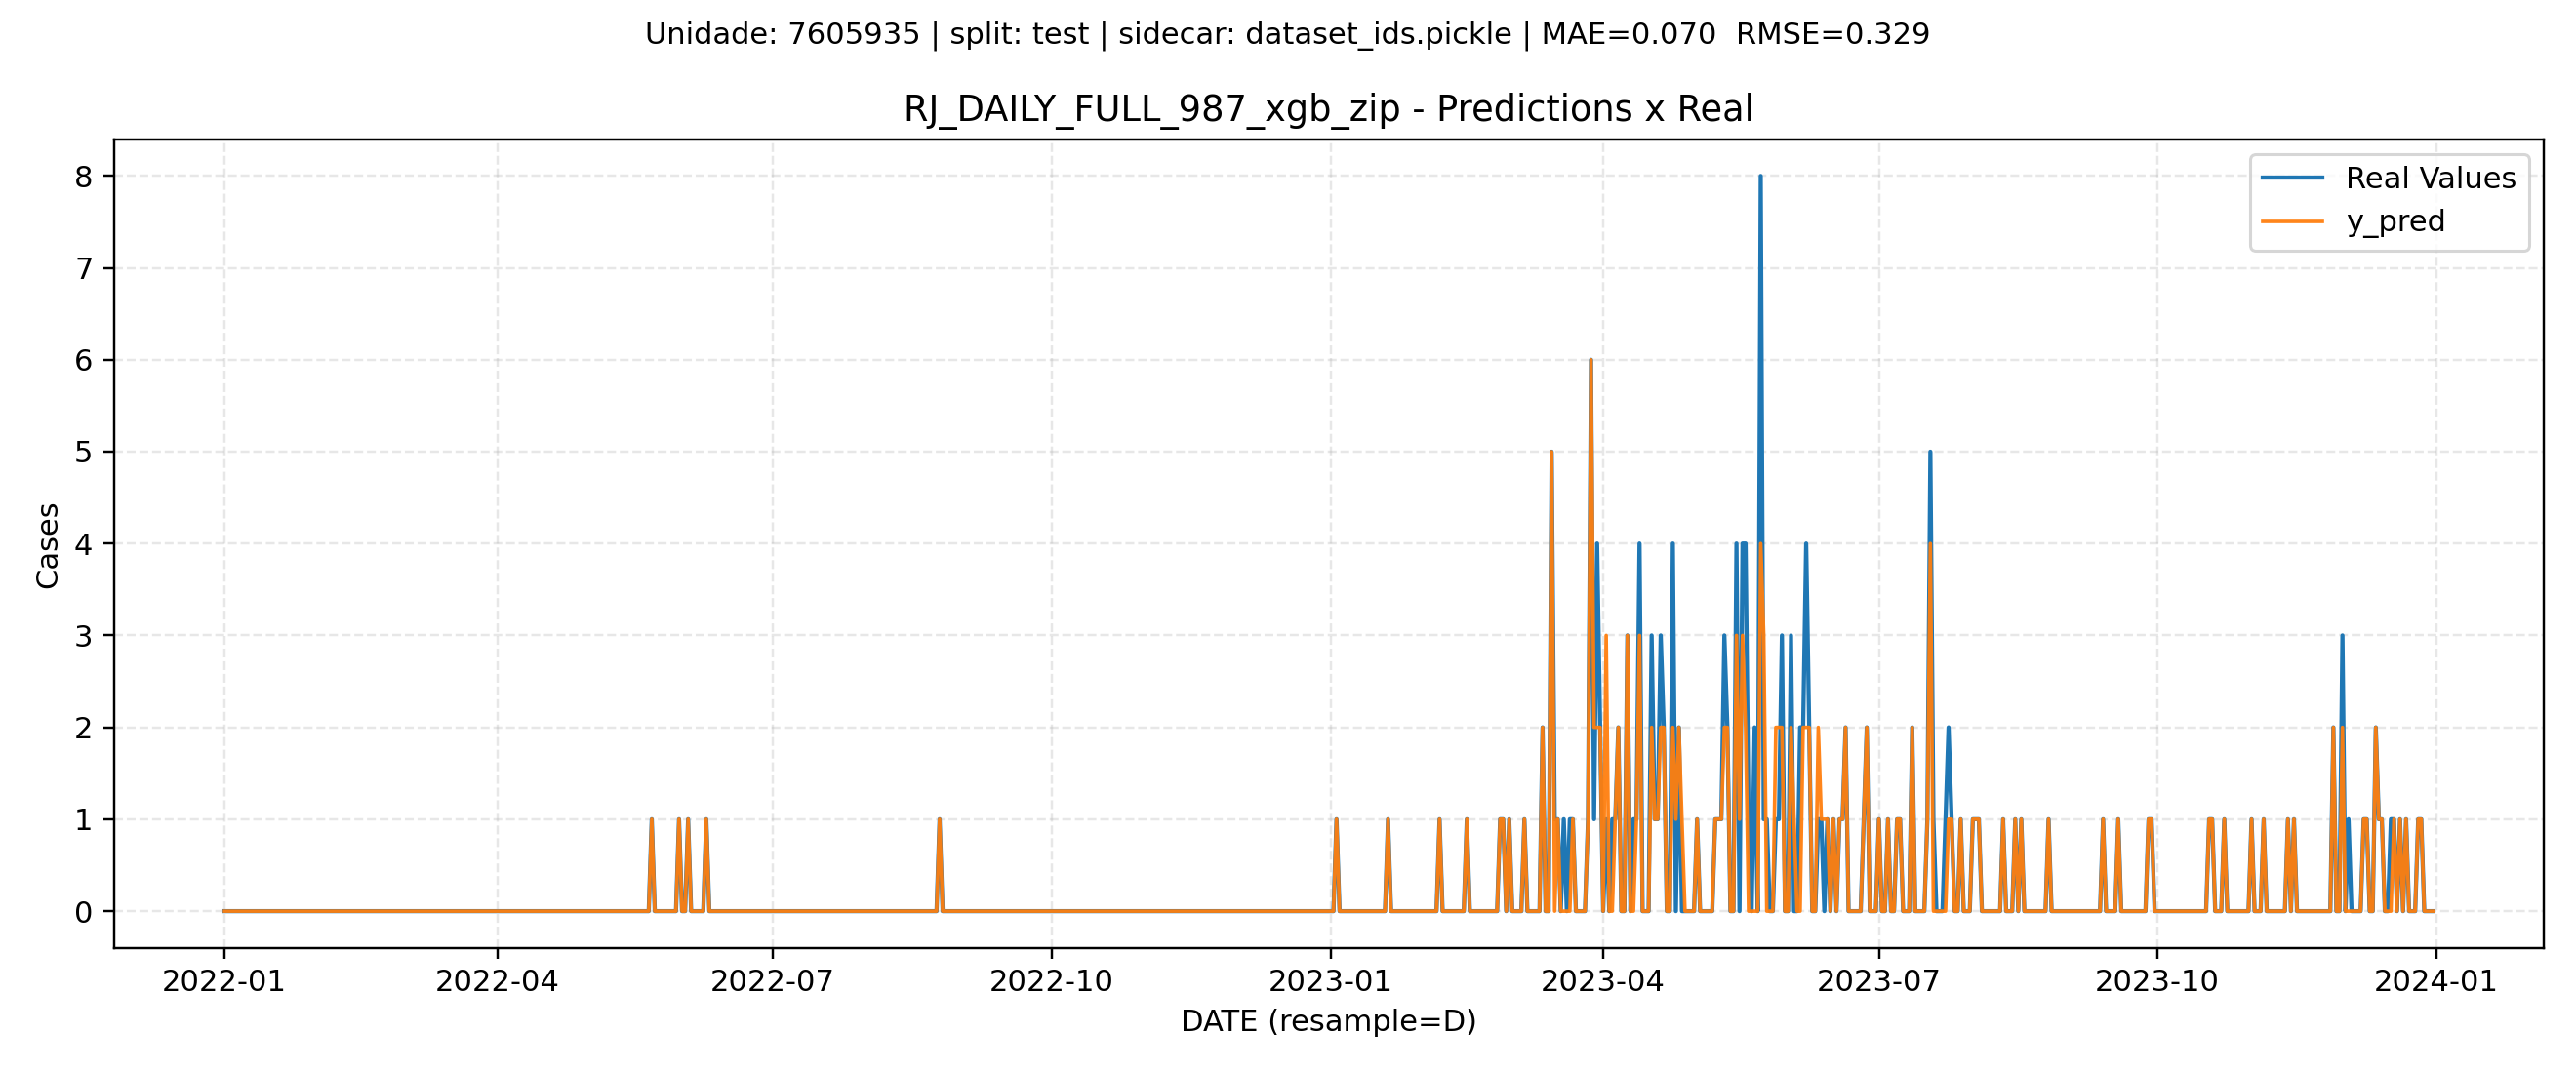 Unidade: 7605935 | split: test | sidecar: dataset_ids.pickle | MAE=0.070  RMSE=0.329
RJ_DAILY_FULL_987_xgb_zip - Predictions x Real
Real Values
y_pred
8
7
6
5
4
3
2
1
0
Cases
2022-01 2022-04 2022-07 2022-10 2023-01 2023-04 2023-07 2023-10 2024-01
DATE (resample=D)